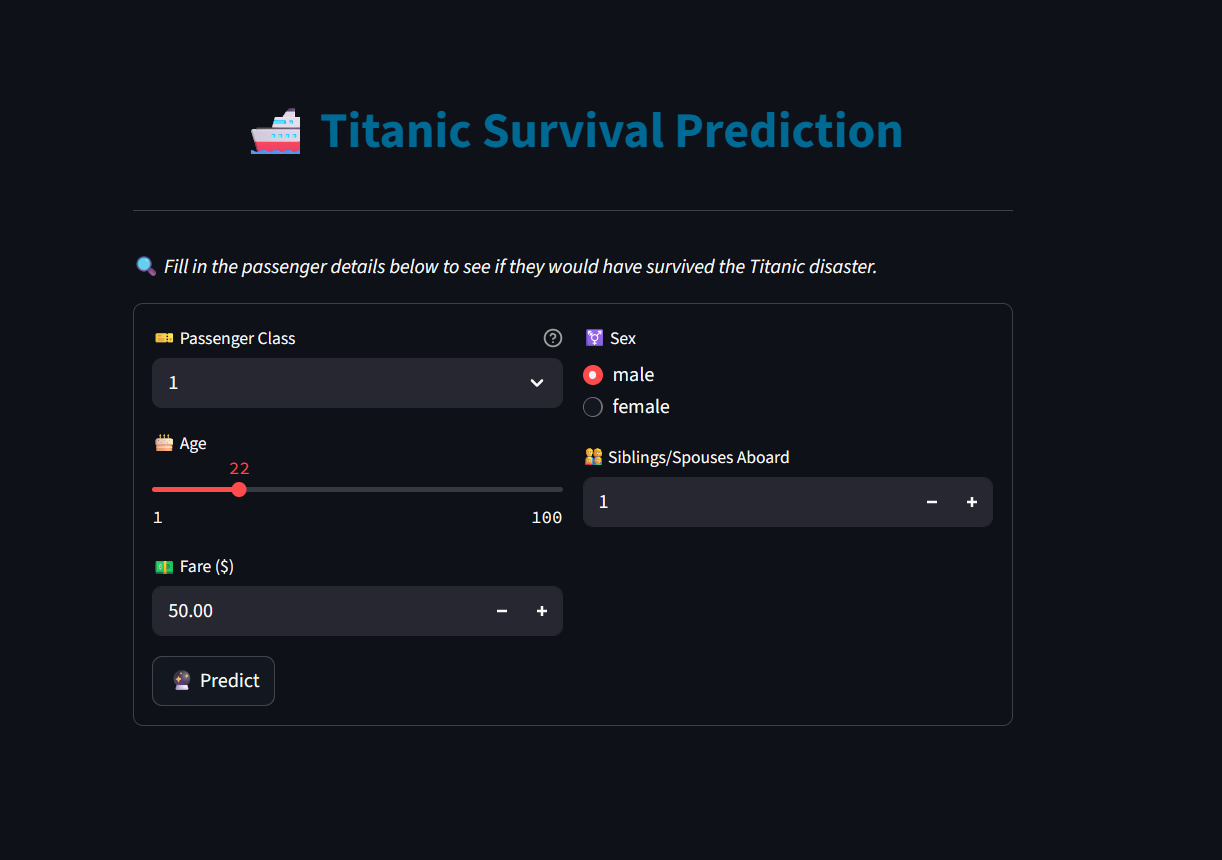 Titanic Survival Prediction
Fill in the passenger details below to see if they would have survived the Titanic disaster.
Passenger Class
1
Age
22
1 100
Fare ($)
50.00
Sex
male
female
Siblings/Spouses Aboard
1
Predict